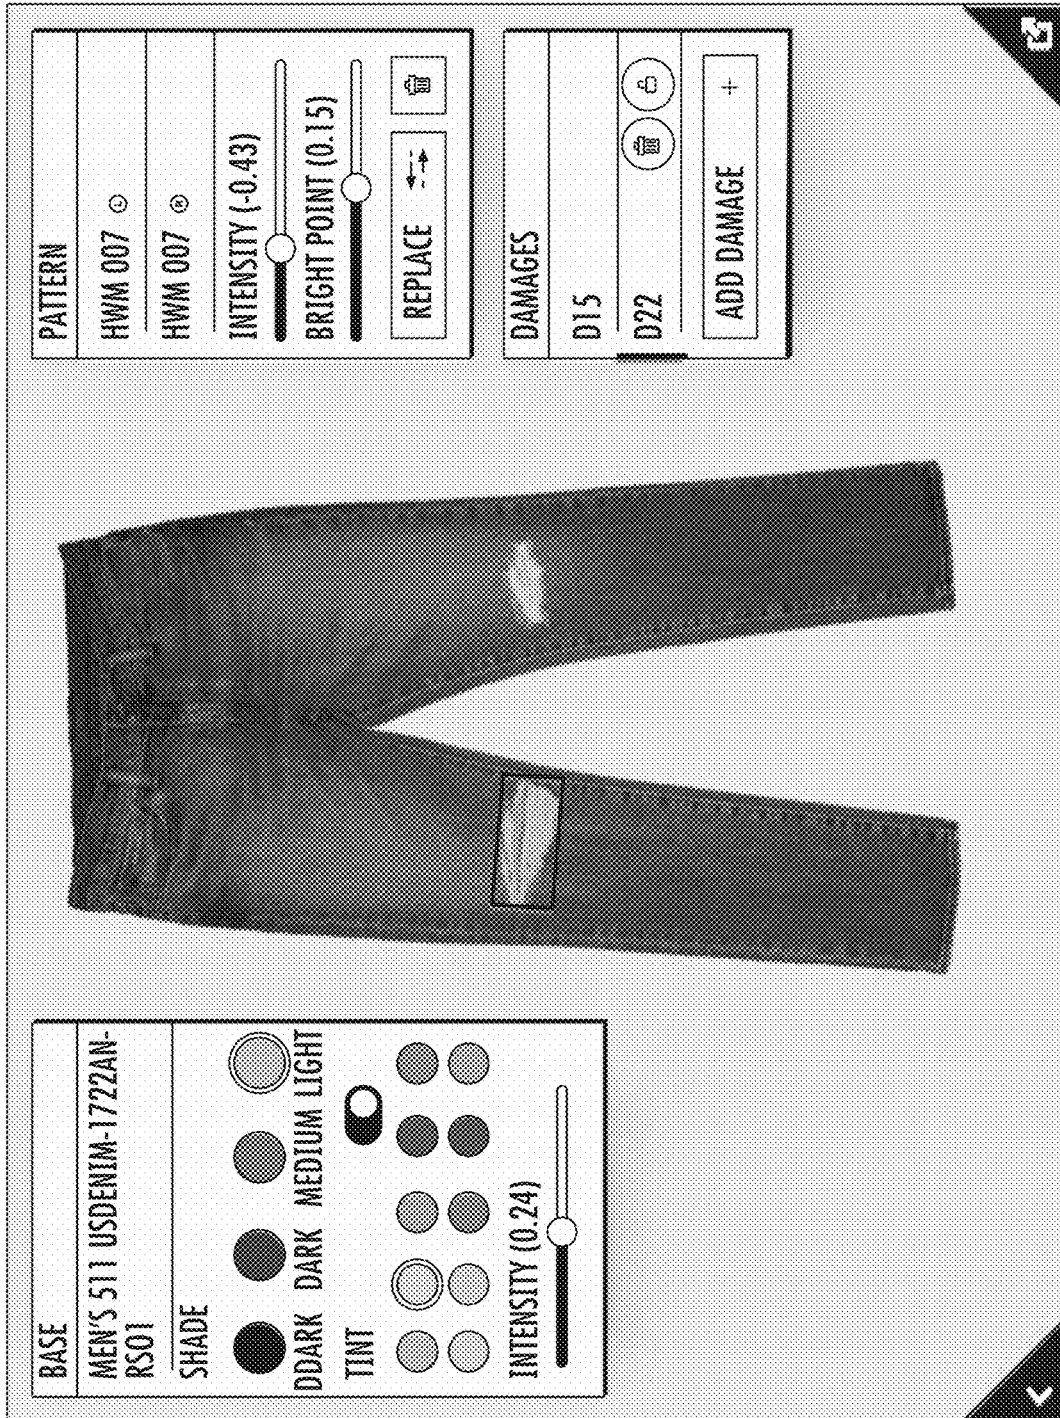 BASE
MEN'S 511 USDENIM-1722AN-
RS01
SHADE
DDARK DARK MEDIUM LIGHT
TINT
INTENSITY (0.24)
PATTERN
HWM 007 L
HWM 007 R
INTENSITY (-0.43)
BRIGHT POINT (0.15)
REPLACE
DAMAGES
D15
D22
ADD DAMAGE +